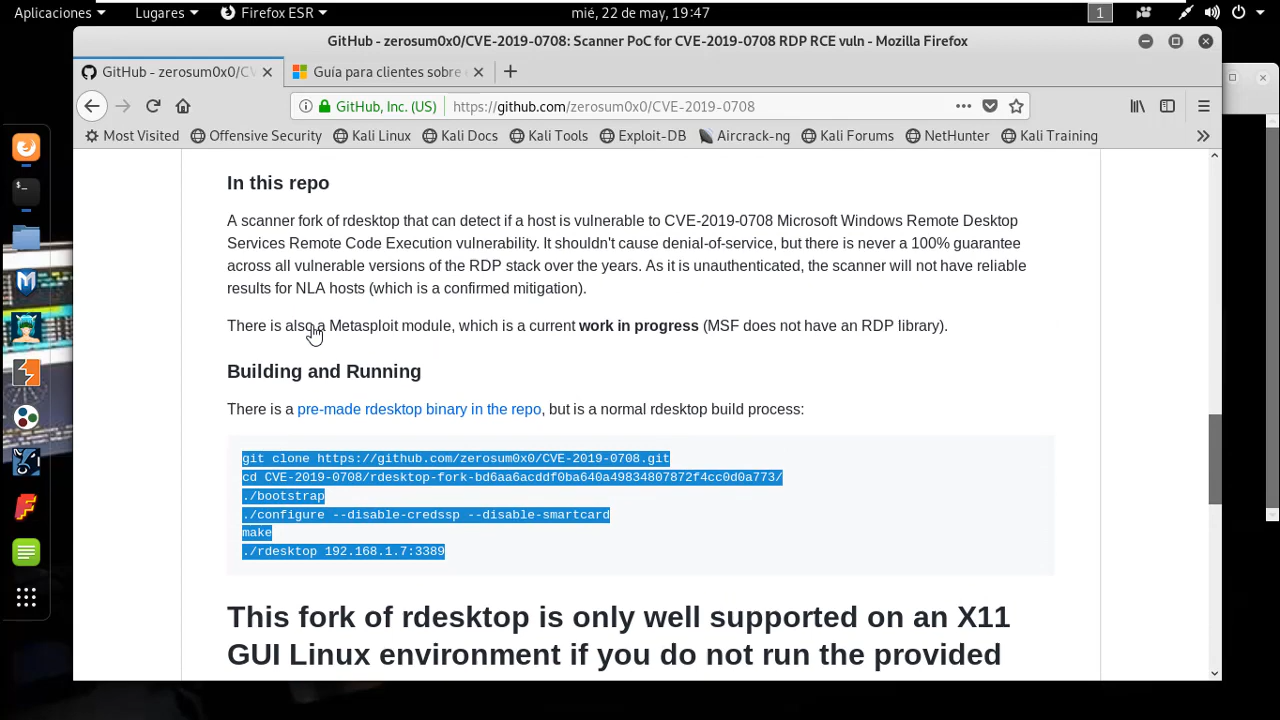 Aplicaciones Lugares Firefox ESR mié, 22 de may, 19:47 1
GitHub - zerosum0x0/CVE-2019-0708: Scanner PoC for CVE-2019-0708 RDP RCE vuln - Mozilla Firefox
GitHub - zerosum0x0/CV Guía para clientes sobre
GitHub, Inc. (US) https://github.com/zerosum0x0/CVE-2019-0708
Most Visited Offensive Security Kali Linux Kali Docs Kali Tools Exploit-DB Aircrack-ng Kali Forums NetHunter Kali Training
In this repo
A scanner fork of rdesktop that can detect if a host is vulnerable to CVE-2019-0708 Microsoft Windows Remote Desktop
Services Remote Code Execution vulnerability. It shouldn't cause denial-of-service, but there is never a 100% guarantee
across all vulnerable versions of the RDP stack over the years. As it is unauthenticated, the scanner will not have reliable
results for NLA hosts (which is a confirmed mitigation).
There is also a Metasploit module, which is a current work in progress (MSF does not have an RDP library).
Building and Running
There is a pre-made rdesktop binary in the repo, but is a normal rdesktop build process:
git clone https://github.com/zerosum0x0/CVE-2019-0708.git
cd CVE-2019-0708/rdesktop-fork-bd6aa6acddf0ba640a49834807872f4cc0d0a773/
./bootstrap
./configure --disable-credssp --disable-smartcard
make
./rdesktop 192.168.1.7:3389
This fork of rdesktop is only well supported on an X11
GUI Linux environment if you do not run the provided